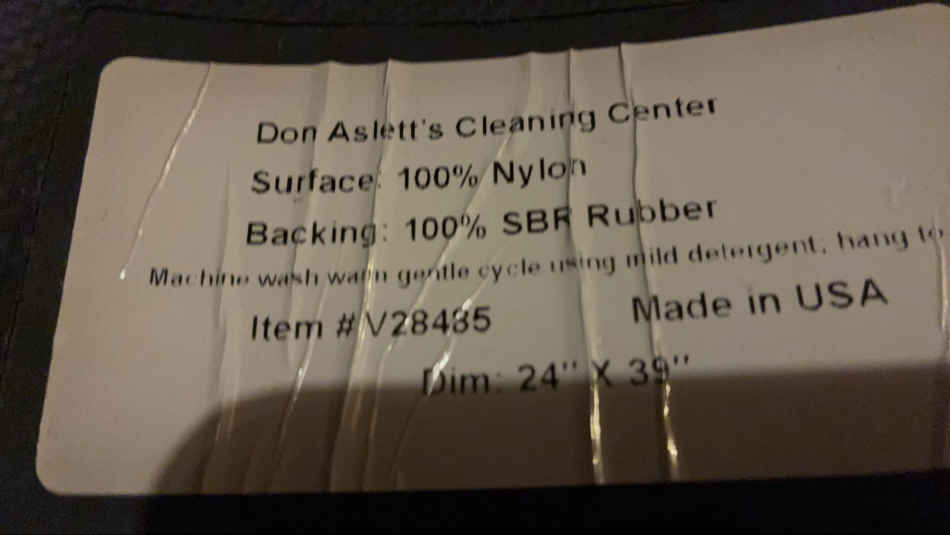 Don Aslett's Cleaning Center
Surface: 100% Nylon
Backing: 100% SBR Rubber
Machine wash warm gentle cycle using mild detergent, hang to
Item # V28485
Made in USA
Dim: 24" X 39"